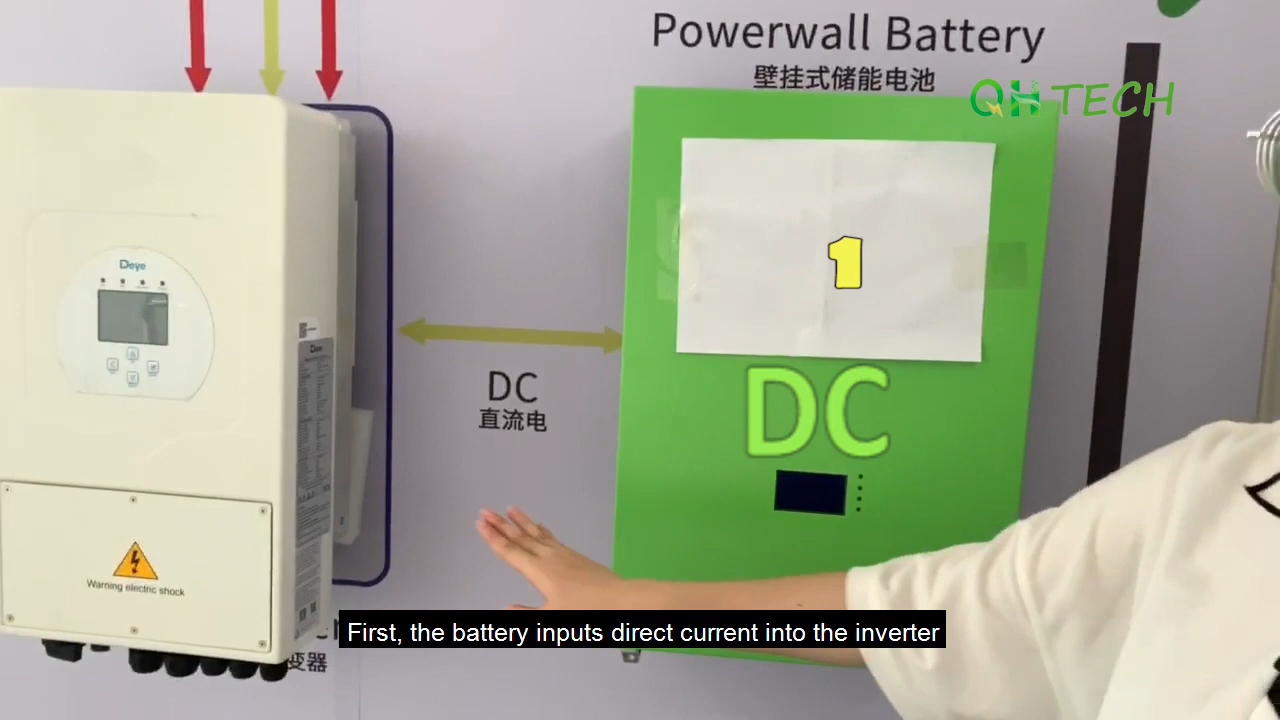 Powerwall Battery
壁挂式储能电池
QH TECH
Deye
1
Deye
DC
直流电
DC
Warning electric shock
First, the battery inputs direct current into the inverter
变器